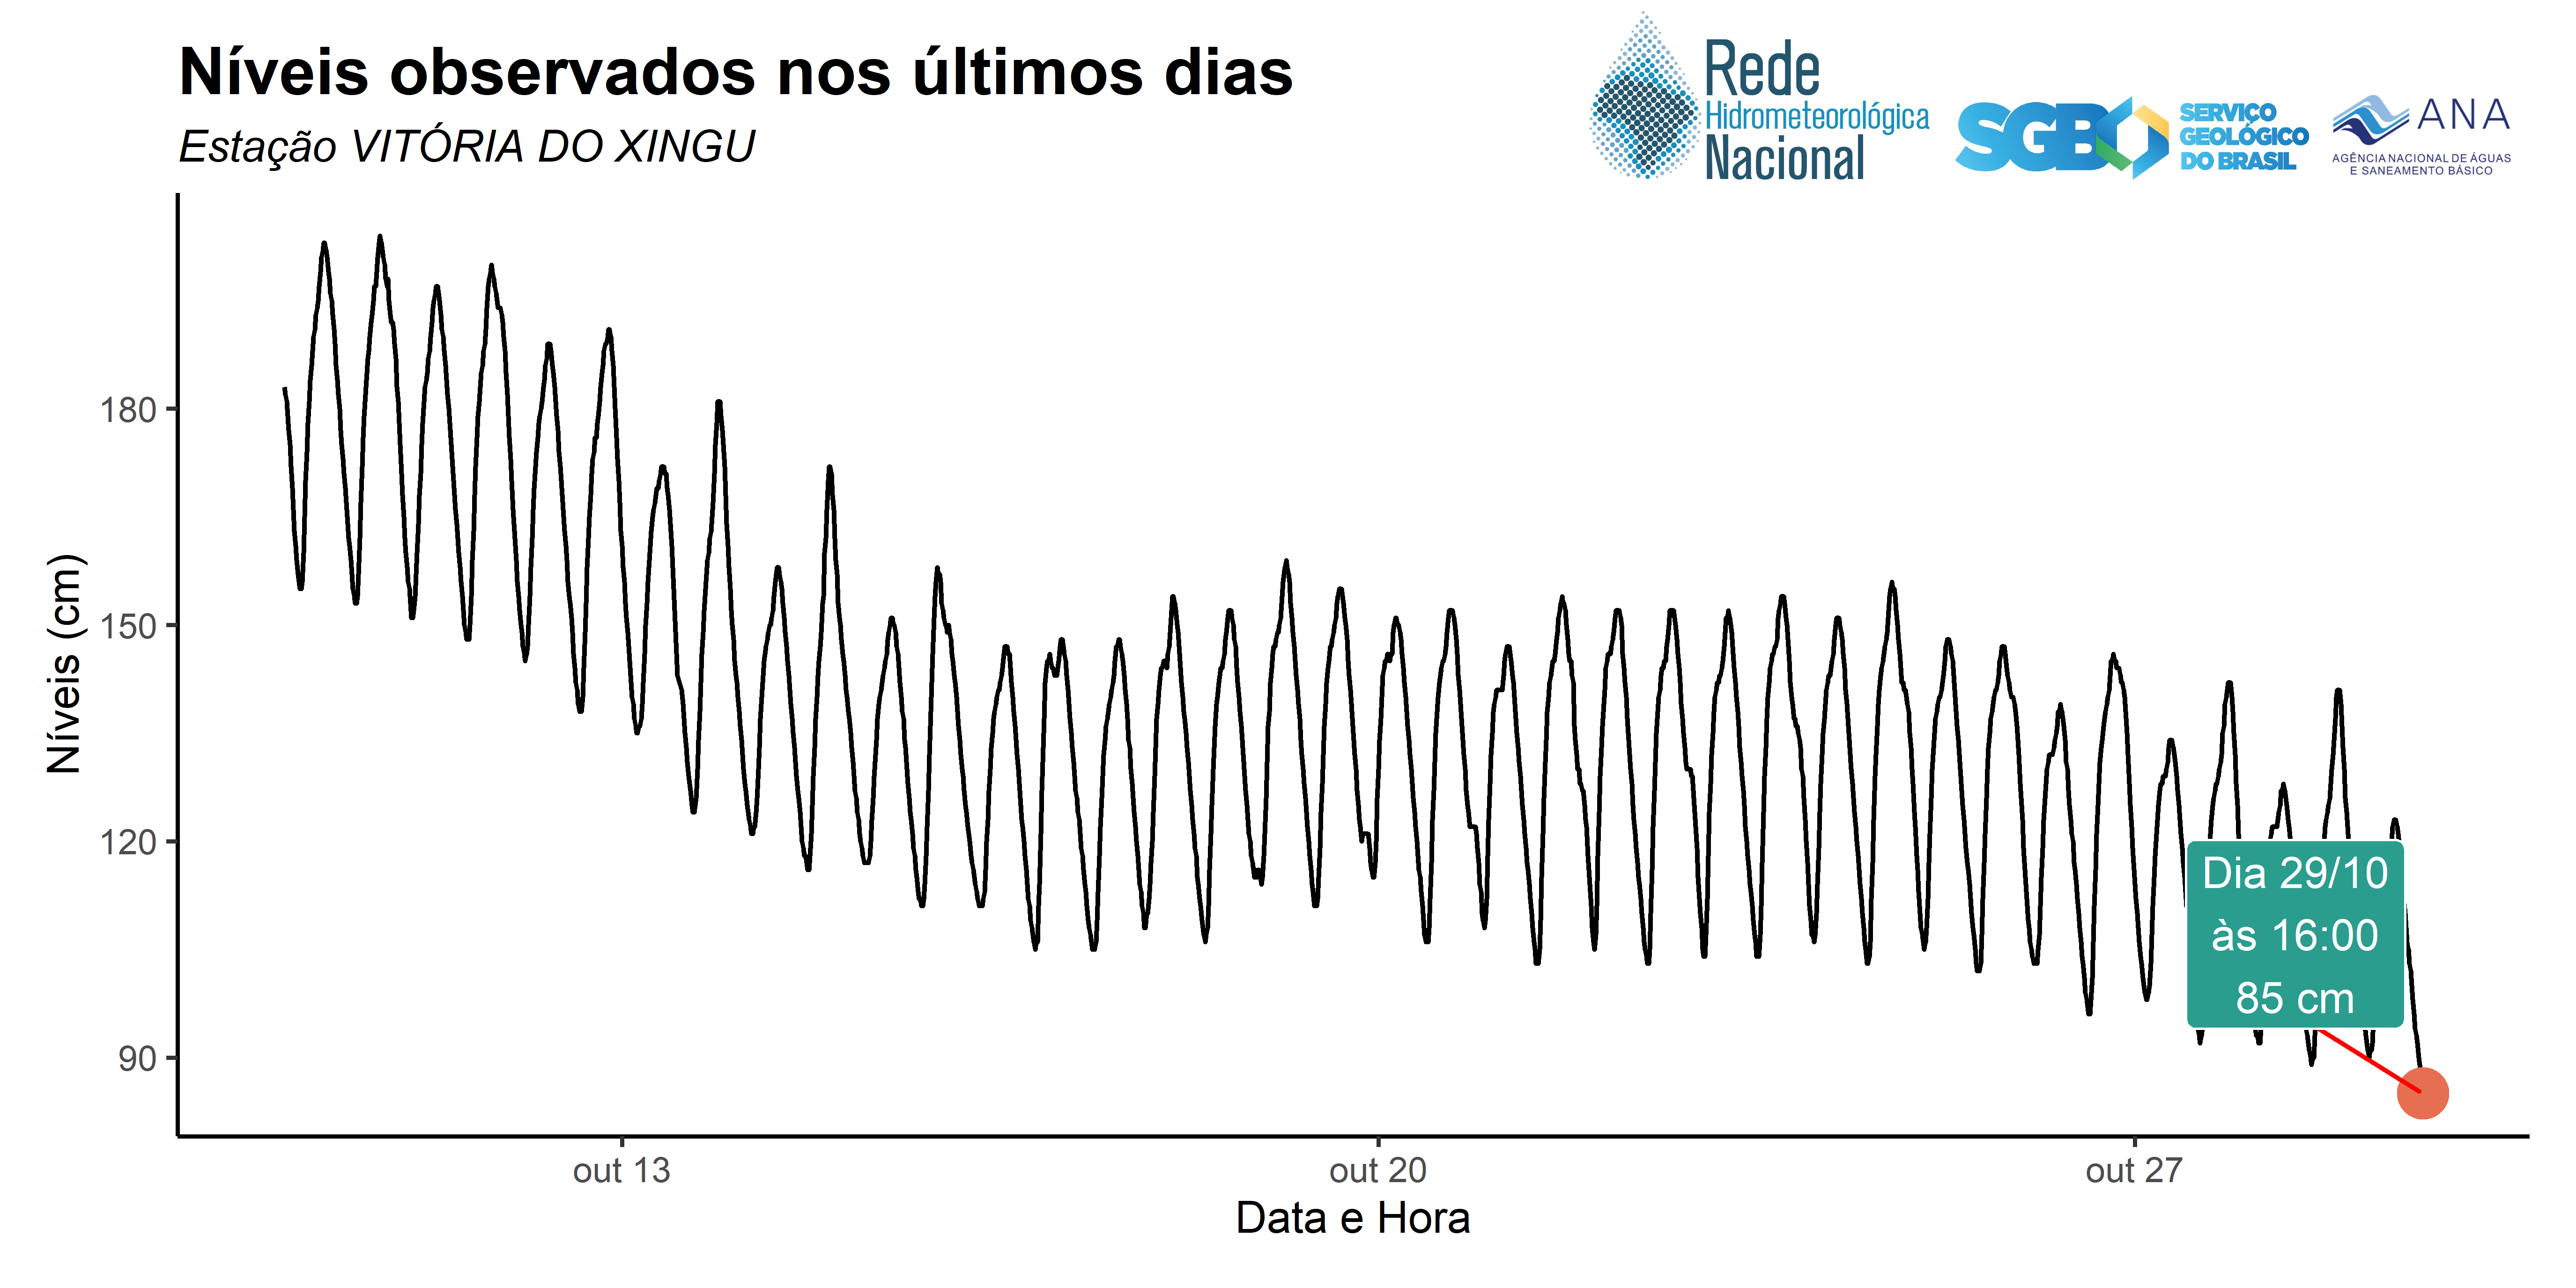 Níveis observados nos últimos dias
Estação VITÓRIA DO XINGU
Rede
Hidrometeorológica
Nacional
SGB
SERVIÇO
GEOLÓGICO
DO BRASIL
ANA
AGÊNCIA NACIONAL DE ÁGUAS
E SANEAMENTO BÁSICO
Níveis (cm)
180
150
120
90
Dia 29/10
às 16:00
85 cm
out 13
out 20
out 27
Data e Hora